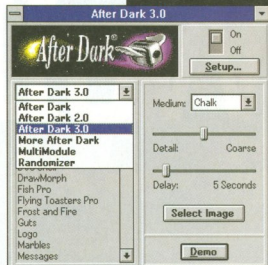 After Dark 3.0
After Dark
On
Off
Setup...
After Dark 3.0
After Dark
After Dark 2.0
After Dark 3.0
More After Dark
MultiModule
Randomizer
DrawMorph
Fish Pro
Flying Toasters Pro
Frost and Fire
Guts
Logo
Marbles
Messages
Medium: Chalk
Detail: Coarse
Delay: 5 Seconds
Select Image
Demo